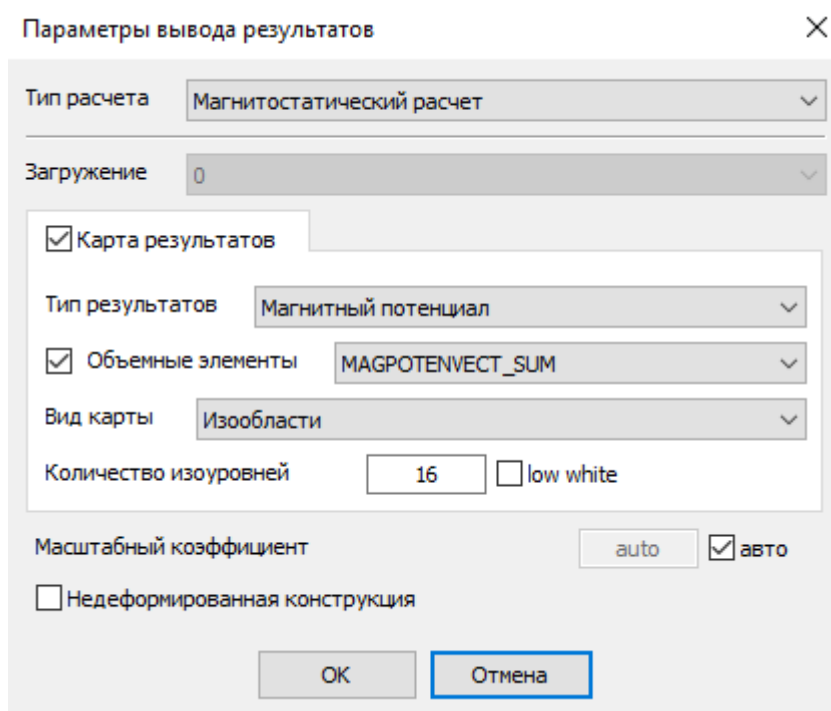 Параметры вывода результатов
Тип расчета Магнитостатический расчет
Загружение 0
Карта результатов
Тип результатов Магнитный потенциал
Объемные элементы MAGPOTENVECT_SUM
Вид карты Изообласти
Количество изоуровней 16 low white
Масштабный коэффициент auto авто
Недеформированная конструкция
OK Отмена